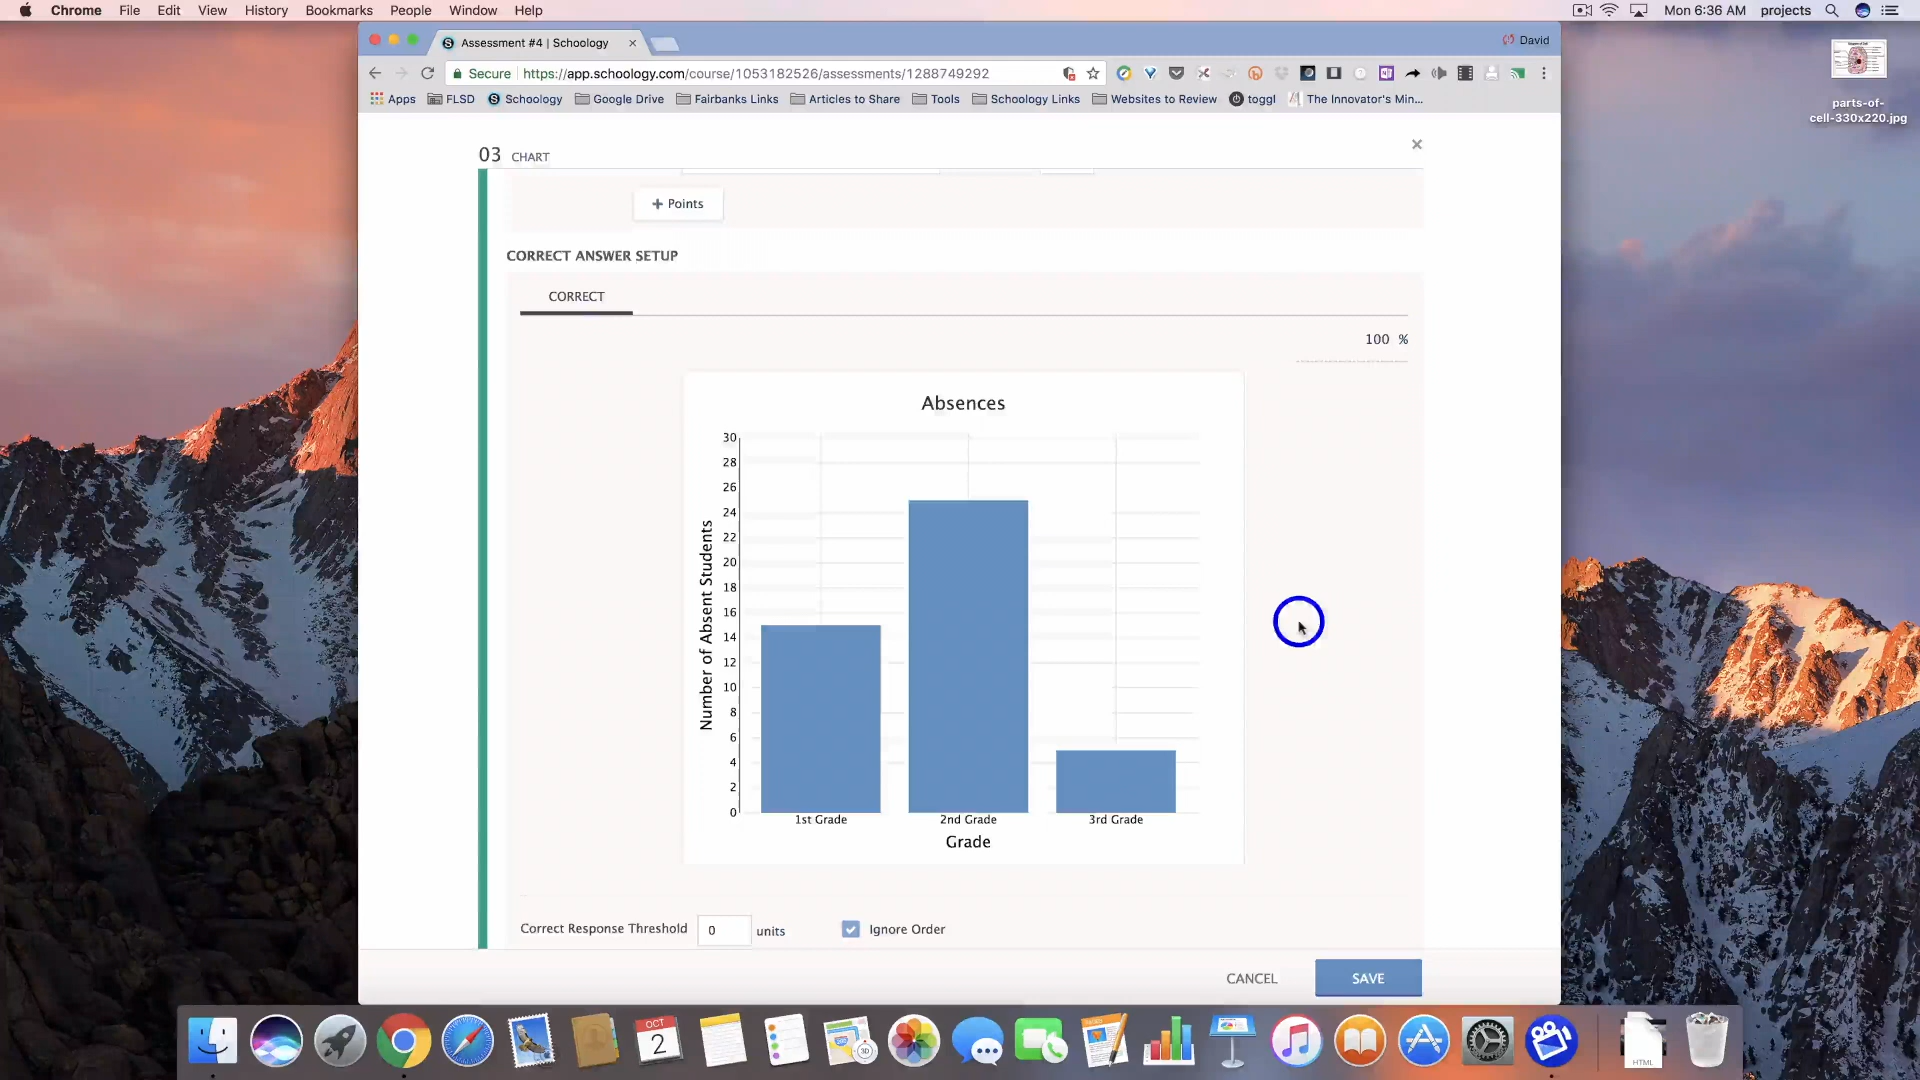 Chrome File Edit View History Bookmarks People Window Help
Mon 6:36 AM projects
Assessment #4 | Schoology
David
Secure https://app.schoology.com/course/1053182526/assessments/1288749292
Apps FLSD Schoology Google Drive Fairbanks Links Articles to Share Tools Schoology Links Websites to Review toggl The Innovator's Min...
parts-of-
cell-330x220.jpg
03 CHART
+ Points
CORRECT ANSWER SETUP
CORRECT
100 %
Absences
30
28
26
24
22
20
18
16
14
12
10
8
6
4
2
0
Number of Absent Students
1st Grade 2nd Grade 3rd Grade
Grade
Correct Response Threshold 0 units Ignore Order
CANCEL SAVE
OCT
2
3D
HTML